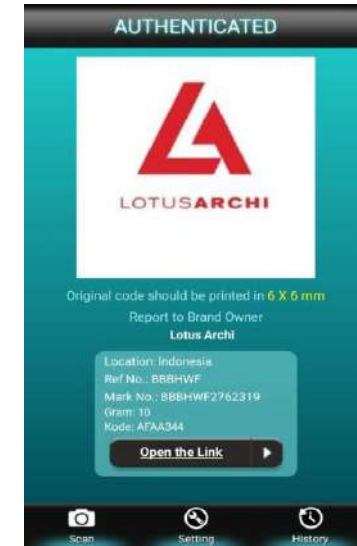 AUTHENTICATED
LOTUSARCHI
Original code should be printed in 6 X 6 mm
Report to Brand Owner
Lotus Archi
Location: Indonesia
Ref No.: BBBHWF
Mark No.: BBBHWF2762319
Gram: 10
Kode: AFAA344
Open the Link
Scan
Setting
History